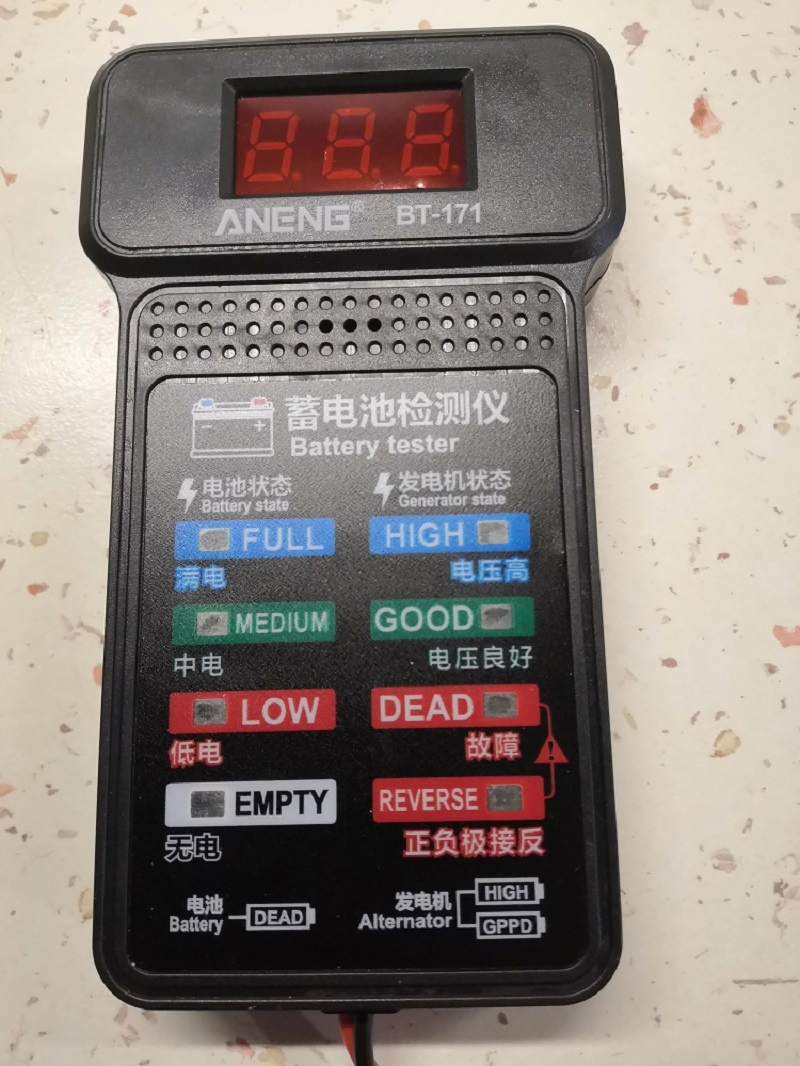 8.8.8.
ANENG® BT-171
蓄电池检测仪
Battery tester
电池状态
Battery state
发电机状态
Generator state
FULL
满电
HIGH
电压高
MEDIUM
中电
GOOD
电压良好
LOW
低电
DEAD
故障
EMPTY
无电
REVERSE
正负极接反
电池
Battery
DEAD
发电机
Alternator
HIGH
GPPD